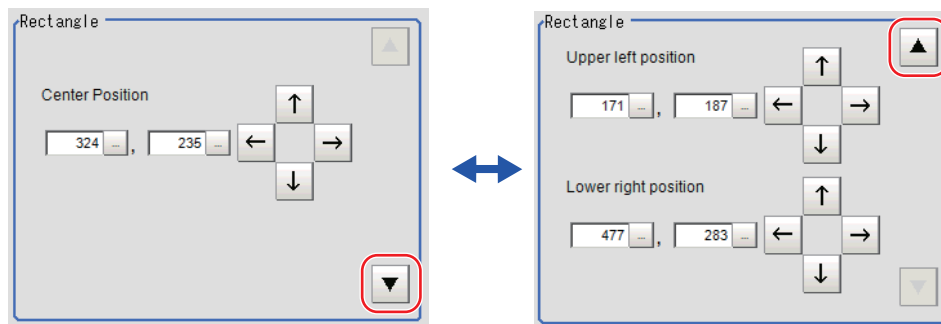 Rectangle
Center Position
324 ... , 235 ...
Rectangle
Upper left position
171 ... , 187 ...
Lower right position
477 ... , 283 ...